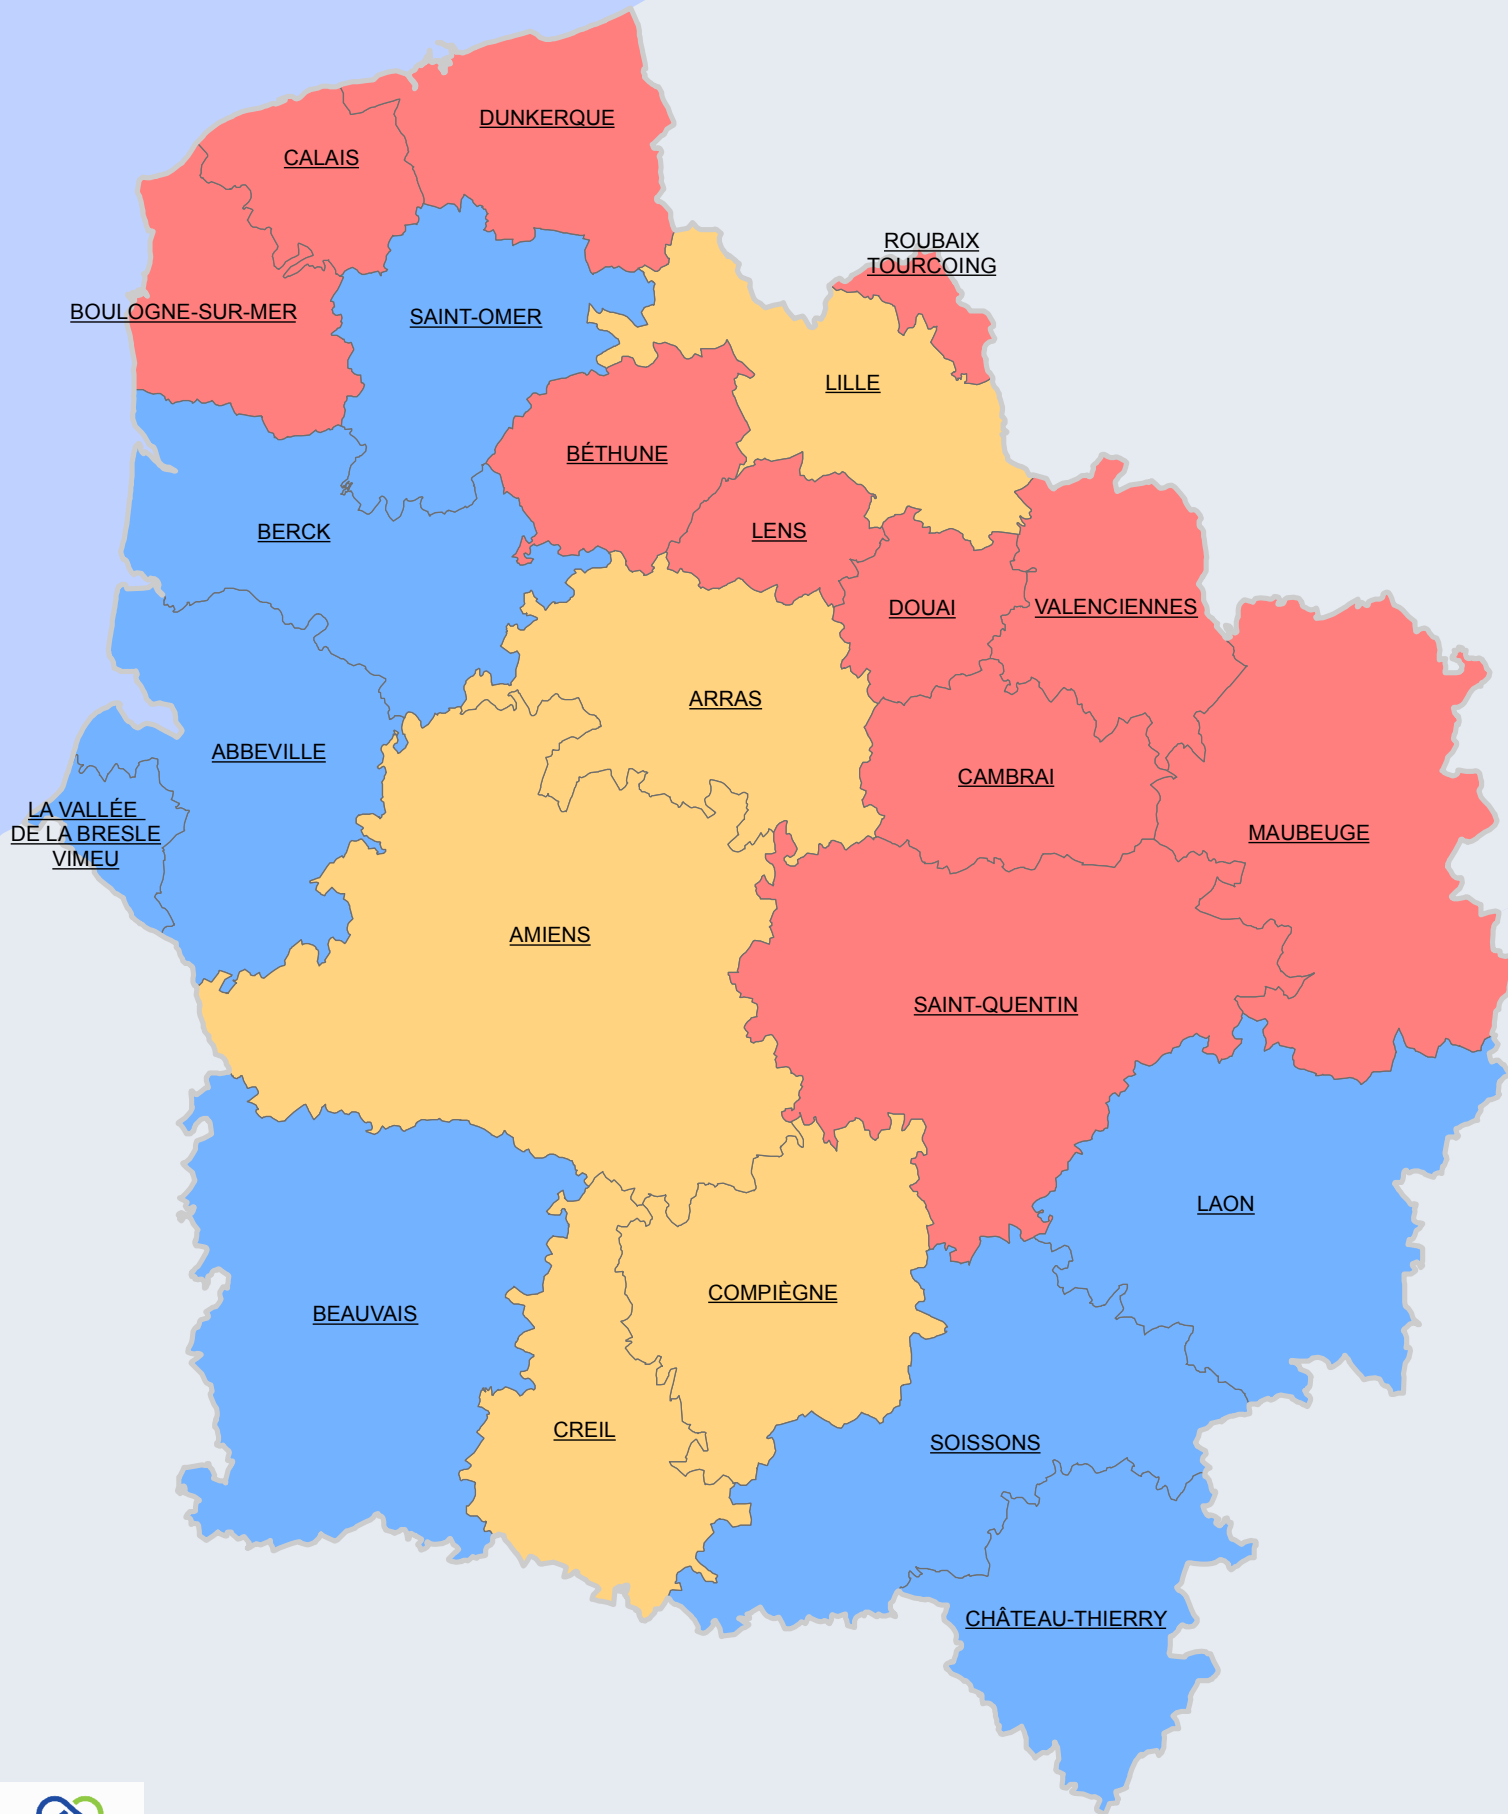 DUNKERQUE
CALAIS
ROUBAIX
TOURCOING
BOULOGNE-SUR-MER
SAINT-OMER
LILLE
BÉTHUNE
BERCK
LENS
DOUAI
VALENCIENNES
ARRAS
ABBEVILLE
CAMBRAI
LA VALLÉE
DE LA BRESLE
VIMEU
MAUBEUGE
AMIENS
SAINT-QUENTIN
LAON
COMPIÈGNE
BEAUVAIS
CREIL
SOISSONS
CHÂTEAU-THIERRY